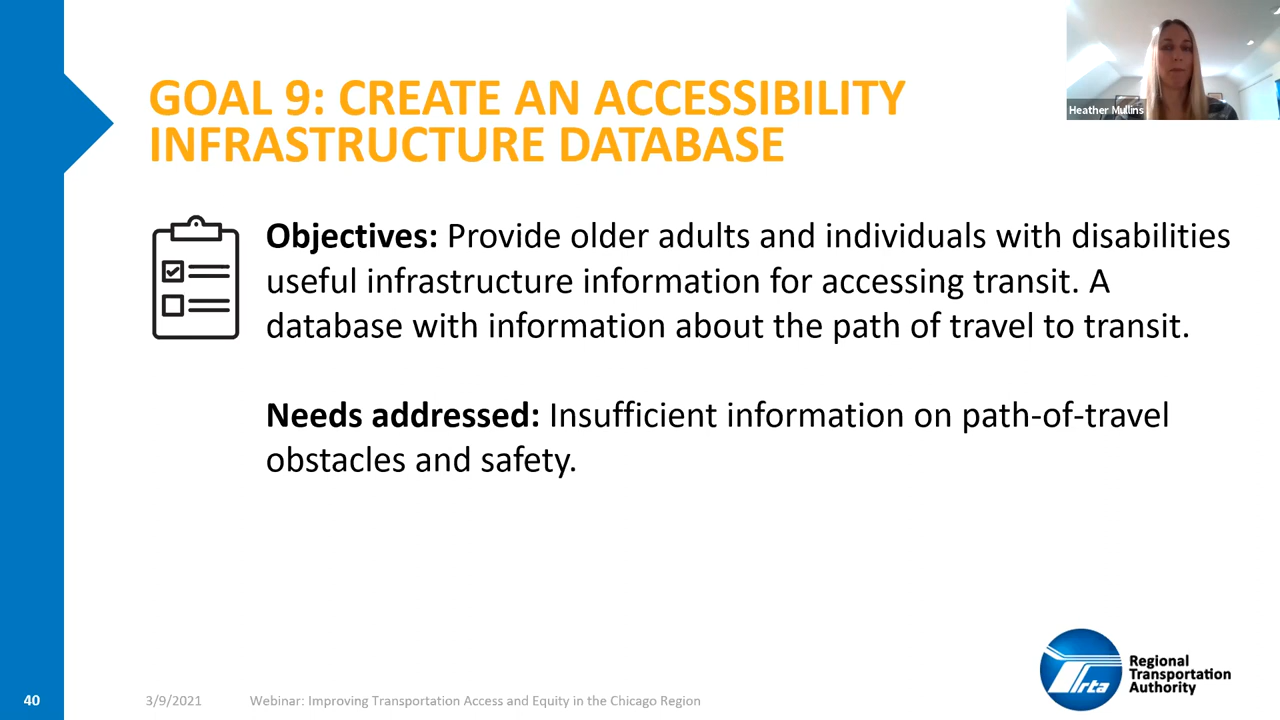 Heather Mullins
GOAL 9: CREATE AN ACCESSIBILITY
INFRASTRUCTURE DATABASE
Objectives: Provide older adults and individuals with disabilities
useful infrastructure information for accessing transit. A
database with information about the path of travel to transit.
Needs addressed: Insufficient information on path-of-travel
obstacles and safety.
rta
Regional
Transportation
Authority
40
3/9/2021
Webinar: Improving Transportation Access and Equity in the Chicago Region